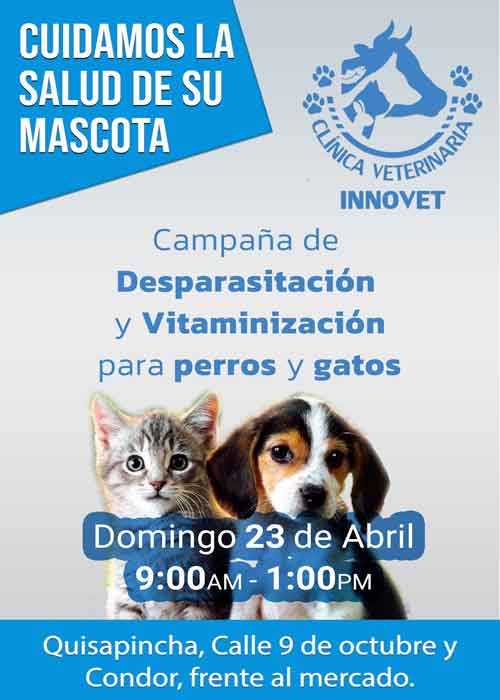 CUIDAMOS LA
SALUD DE SU
MASCOTA
CLÍNICA VETERINARIA
INNOVET
Campaña de
Desparasitación
y Vitaminización
para perros y gatos
Domingo 23 de Abril
9:00AM - 1:00PM
Quisapincha, Calle 9 de octubre y
Condor, frente al mercado.